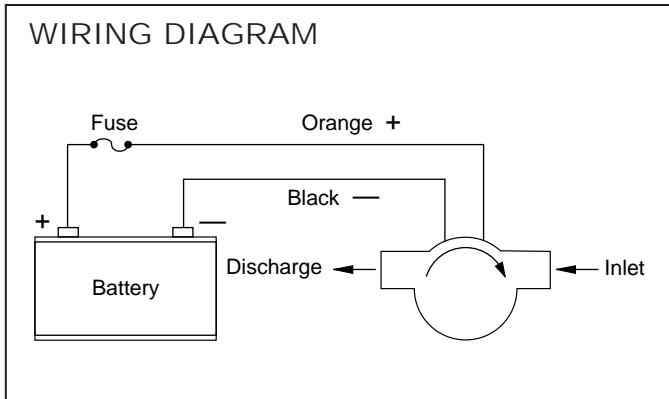 WIRING DIAGRAM
Fuse
Orange +
Black —
+
—
Battery
Discharge
Inlet